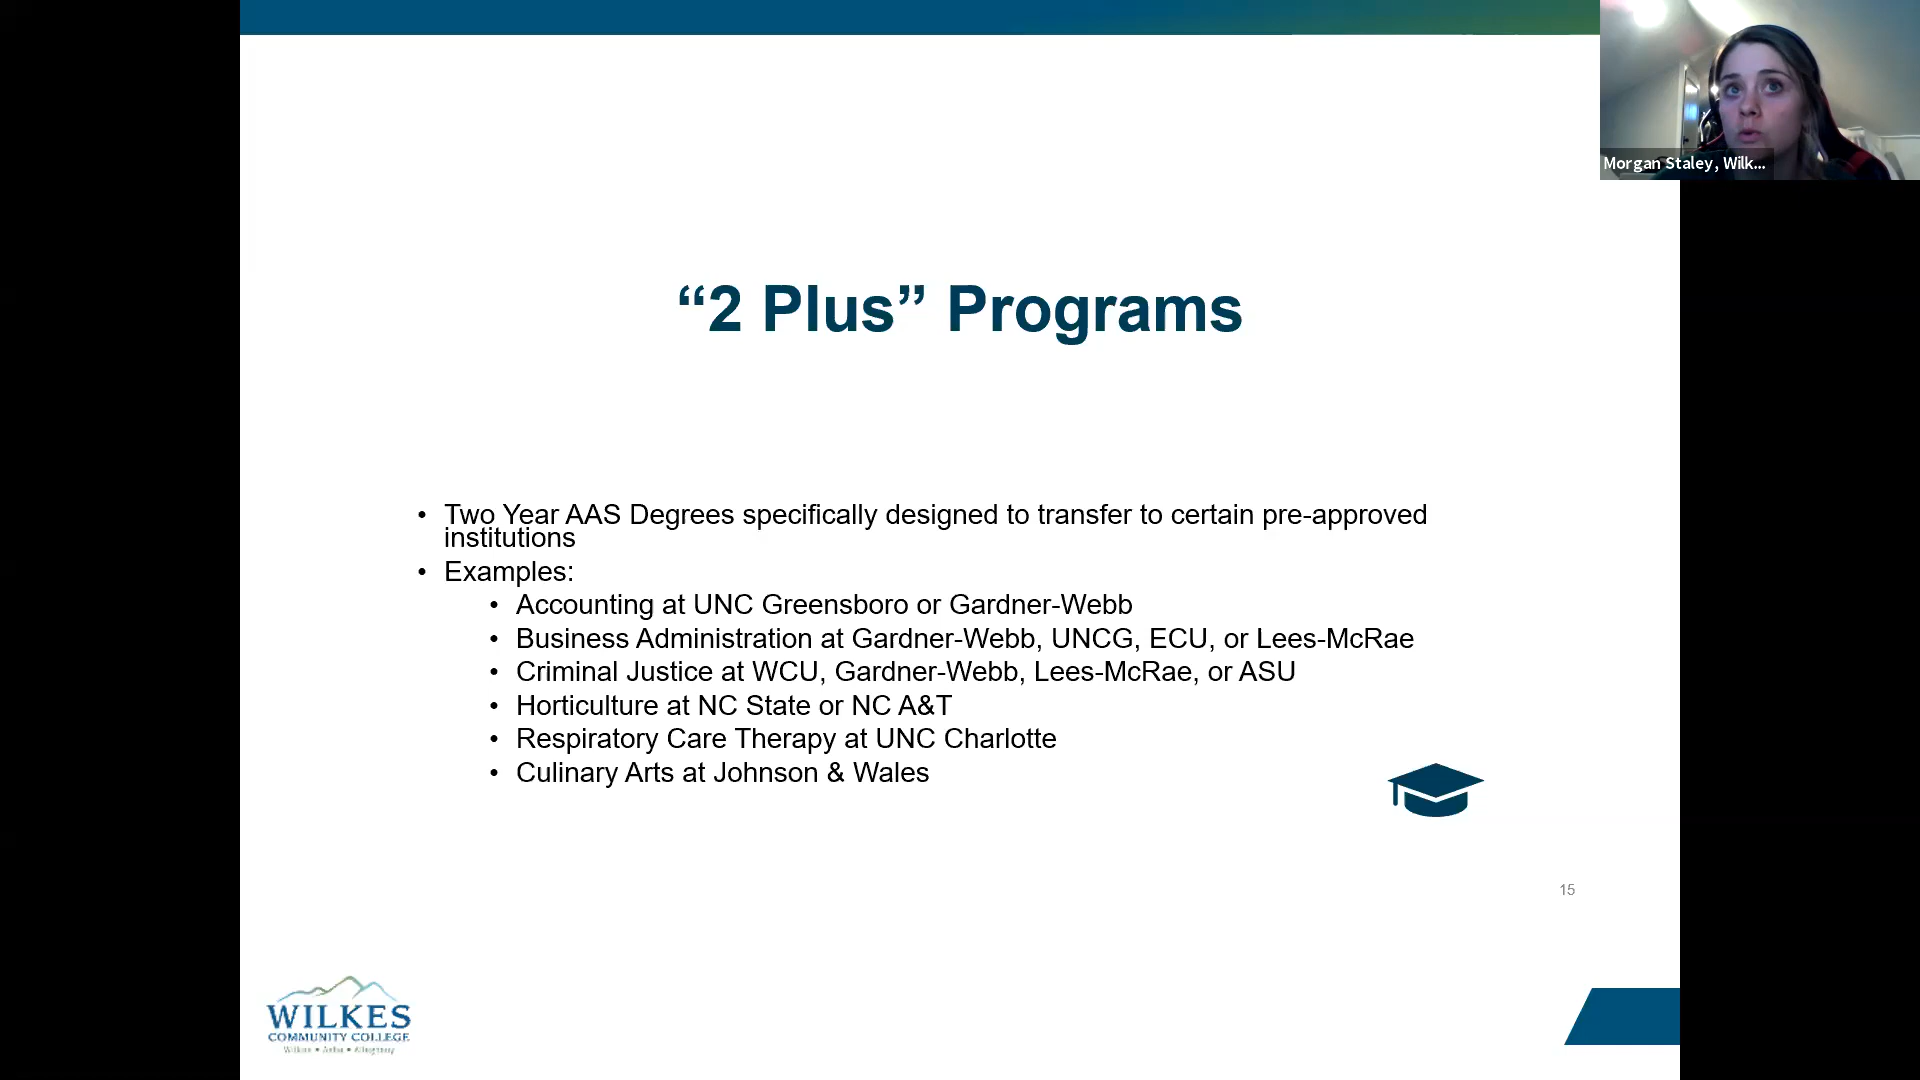 Morgan Staley, Wilk...
“2 Plus” Programs
• Two Year AAS Degrees specifically designed to transfer to certain pre-approved
institutions
• Examples:
• Accounting at UNC Greensboro or Gardner-Webb
• Business Administration at Gardner-Webb, UNCG, ECU, or Lees-McRae
• Criminal Justice at WCU, Gardner-Webb, Lees-McRae, or ASU
• Horticulture at NC State or NC A&T
• Respiratory Care Therapy at UNC Charlotte
• Culinary Arts at Johnson & Wales
15
WILKES
COMMUNITY COLLEGE
Wilkes • Ashe • Alleghany